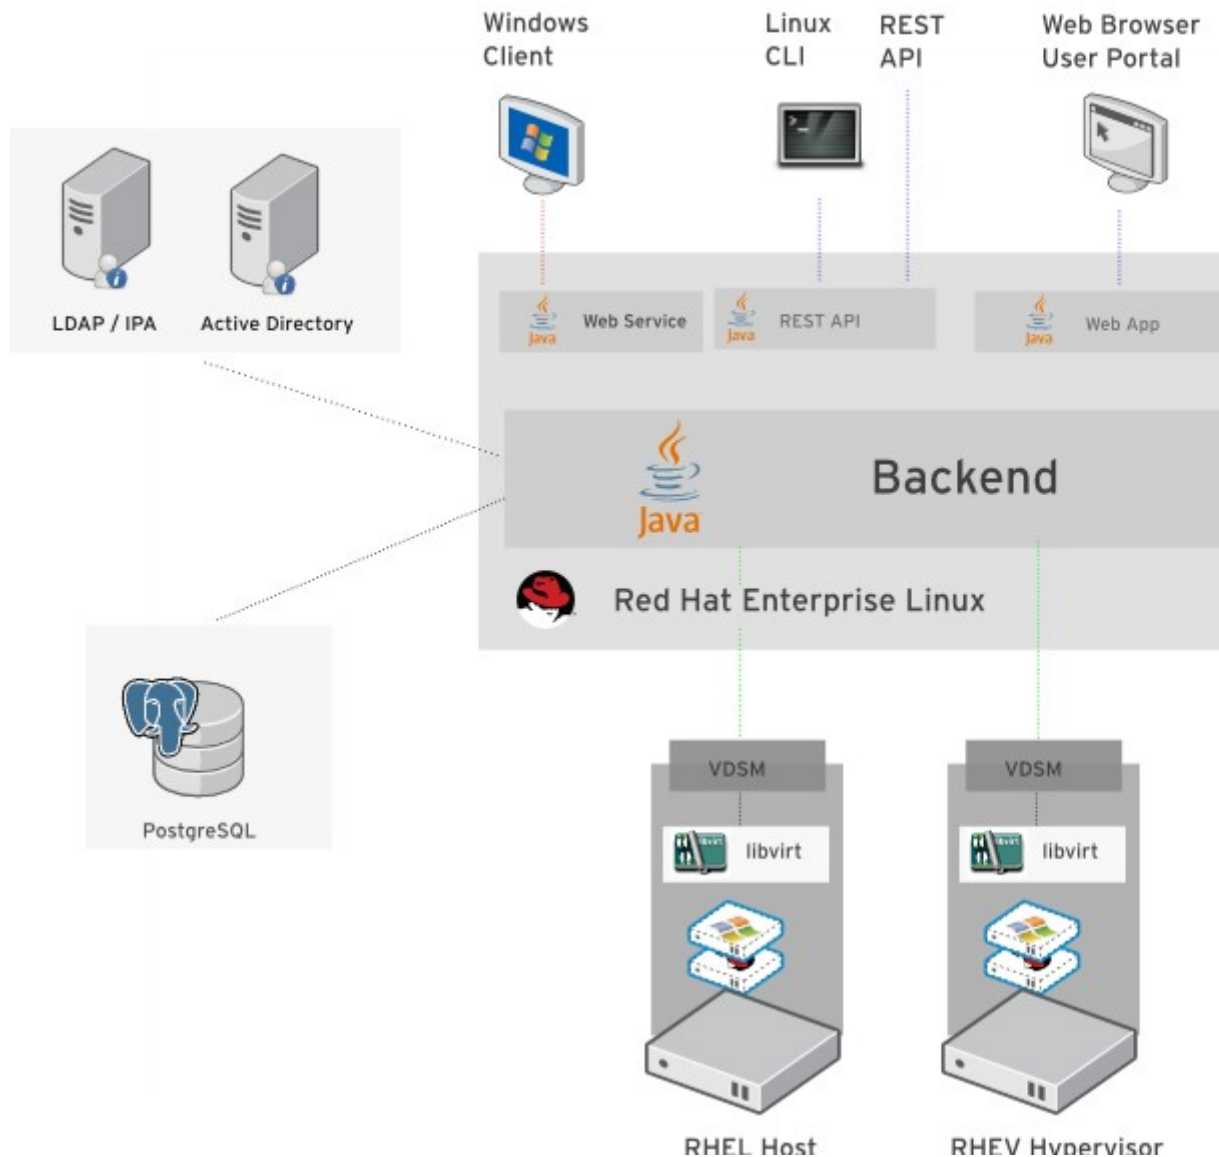 Windows
Client
Linux
CLI
REST
API
Web Browser
User Portal
LDAP / IPA
Active Directory
Java
Web Service
Java
REST API
Java
Web App
Java
Backend
Red Hat Enterprise Linux
PostgreSQL
VDSM
VDSM
libvirt
libvirt
libvirt
libvirt
RHEL Host
RHEV Hypervisor